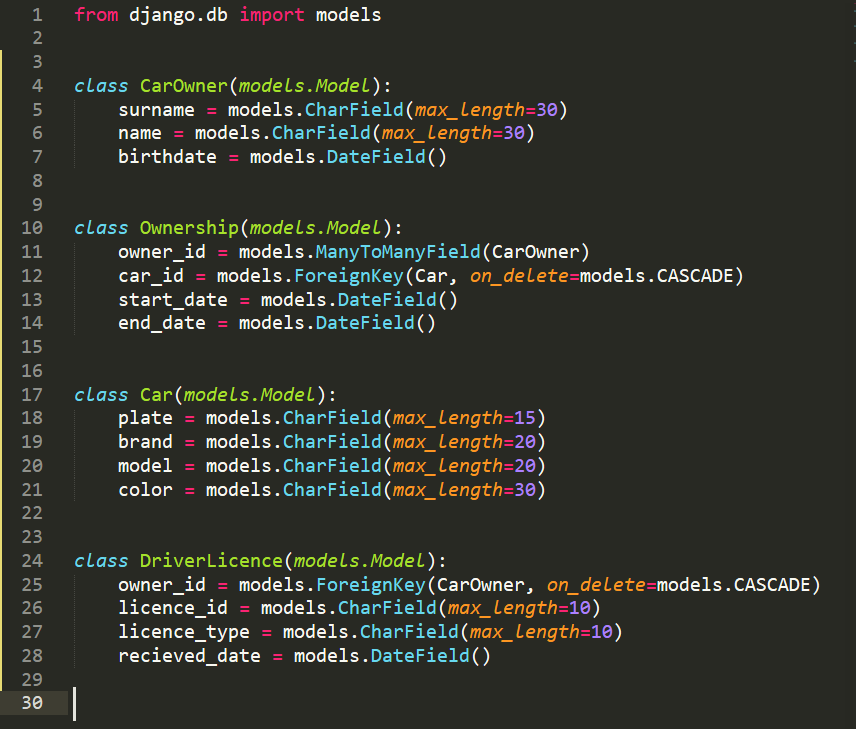 1 from django.db import models
2
3
4 class CarOwner(models.Model):
5     surname = models.CharField(max_length=30)
6     name = models.CharField(max_length=30)
7     birthdate = models.DateField()
8
9
10 class Ownership(models.Model):
11     owner_id = models.ManyToManyField(CarOwner)
12     car_id = models.ForeignKey(Car, on_delete=models.CASCADE)
13     start_date = models.DateField()
14     end_date = models.DateField()
15
16
17 class Car(models.Model):
18     plate = models.CharField(max_length=15)
19     brand = models.CharField(max_length=20)
20     model = models.CharField(max_length=20)
21     color = models.CharField(max_length=30)
22
23
24 class DriverLicence(models.Model):
25     owner_id = models.ForeignKey(CarOwner, on_delete=models.CASCADE)
26     licence_id = models.CharField(max_length=10)
27     licence_type = models.CharField(max_length=10)
28     recieved_date = models.DateField()
29
30